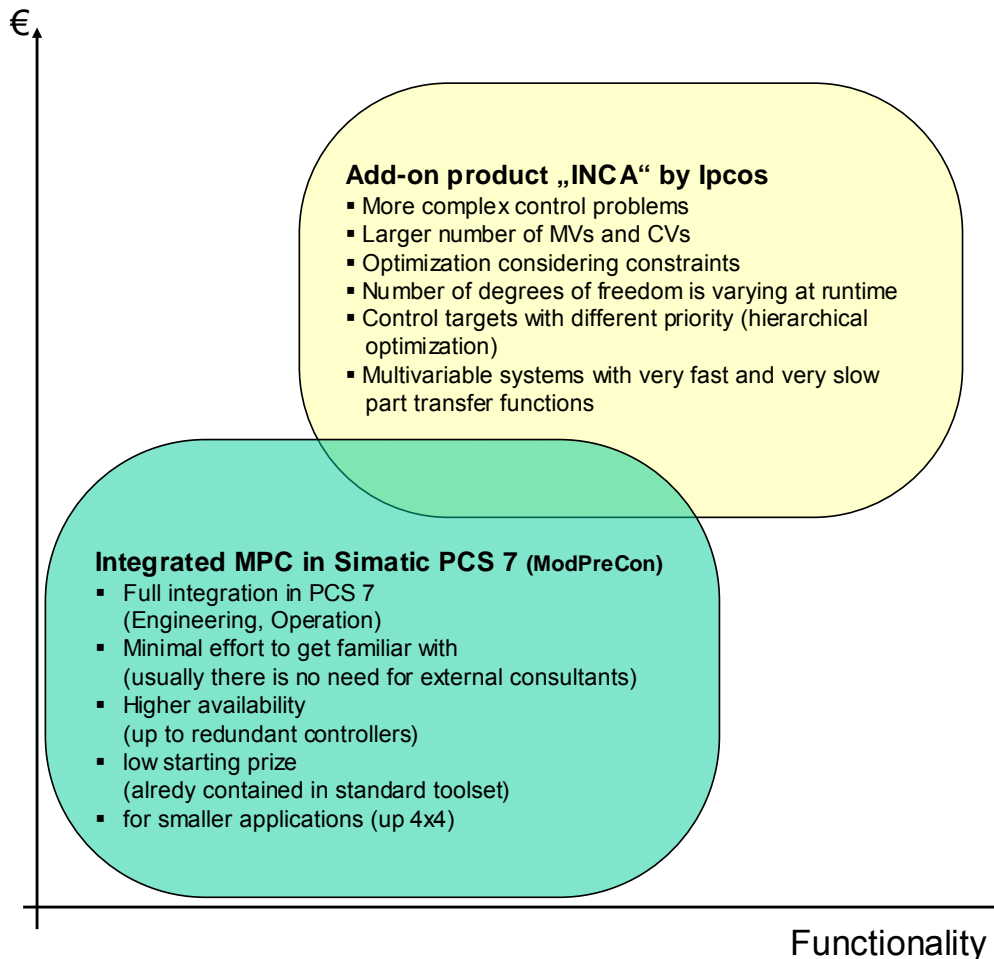 €
Add-on product „INCA“ by Ipcos
▪ More complex control problems
▪ Larger number of MVs and CVs
▪ Optimization considering constraints
▪ Number of degrees of freedom is varying at runtime
▪ Control targets with different priority (hierarchical
optimization)
▪ Multivariable systems with very fast and very slow
part transfer functions
Integrated MPC in Simatic PCS 7 (ModPreCon)
▪ Full integration in PCS 7
(Engineering, Operation)
▪ Minimal effort to get familiar with
(usually there is no need for external consultants)
▪ Higher availability
(up to redundant controllers)
▪ low starting prize
(alredy contained in standard toolset)
▪ for smaller applications (up 4x4)
Functionality